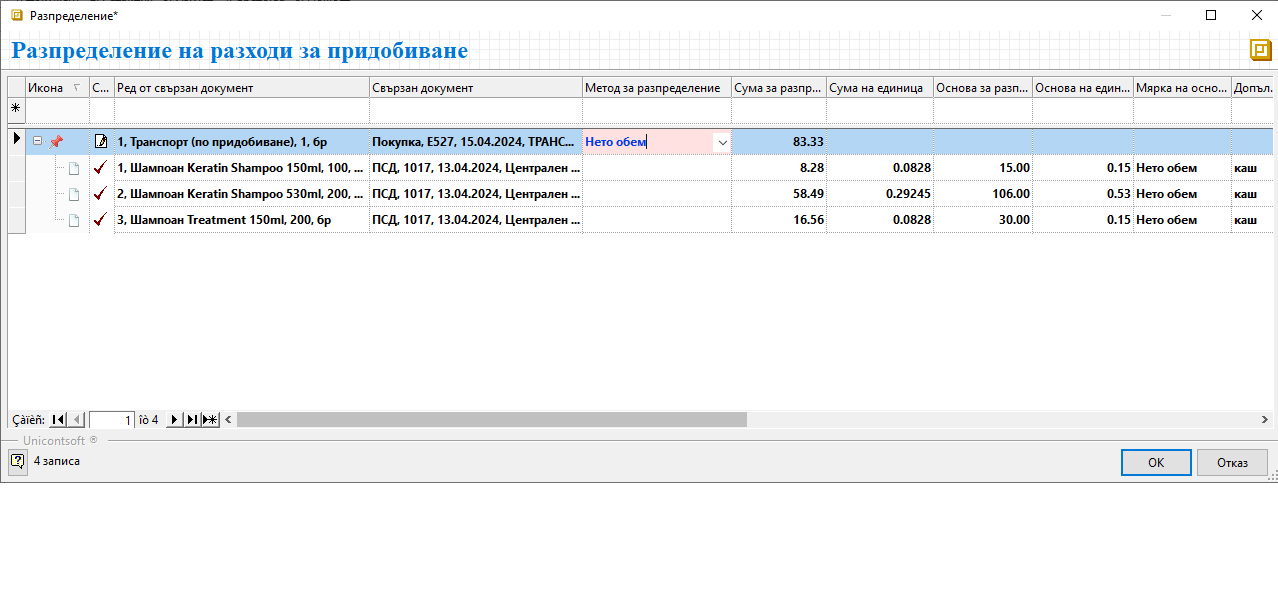 Разпределение*
Разпределение на разходи за придобиване
Икона С... Ред от свързан документ Свързан документ Метод за разпределение Сума за разпр... Сума на единица Основа за разп... Основа на един... Мярка на осно... Допъл.
1, Транспорт (по придобиване), 1, бр Покупка, E527, 15.04.2024, ТРАНС... Нето обем 83.33
1, Шампоан Keratin Shampoo 150ml, 100, ... ПСД, 1017, 13.04.2024, Централен ... 8.28 0.0828 15.00 0.15 Нето обем каш
2, Шампоан Keratin Shampoo 530ml, 200, ... ПСД, 1017, 13.04.2024, Централен ... 58.49 0.29245 106.00 0.53 Нето обем каш
3, Шампоан Treatment 150ml, 200, бр ПСД, 1017, 13.04.2024, Централен ... 16.56 0.0828 30.00 0.15 Нето обем каш
Çàïèñ: 1 îò 4
Unicontsoft ®
4 записа OK Отказ